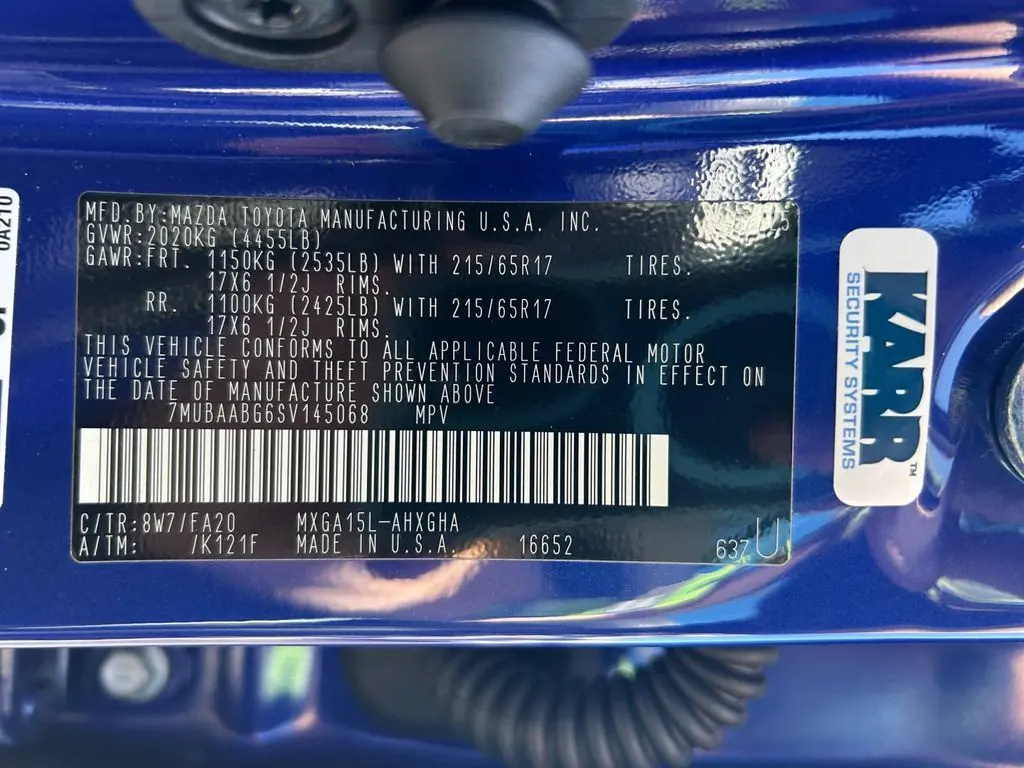 0A210
MFD.BY:MAZDA TOYOTA MANUFACTURING U.S.A. INC.
GVWR:2020KG (4455LB)
GAWR:FRT. 1150KG (2535LB) WITH 215/65R17 TIRES.
17X6 1/2J RIMS.
RR. 1100KG (2425LB) WITH 215/65R17 TIRES.
17X6 1/2J RIMS.
THIS VEHICLE CONFORMS TO ALL APPLICABLE FEDERAL MOTOR
VEHICLE SAFETY AND THEFT PREVENTION STANDARDS IN EFFECT ON
THE DATE OF MANUFACTURE SHOWN ABOVE
7MUBAABG6SV145068 MPV
C/TR:8W7/FA20 MXGA15L-AHXGHA
A/TM: /K121F MADE IN U.S.A. 16652
637 U
KARR™
SECURITY SYSTEMS